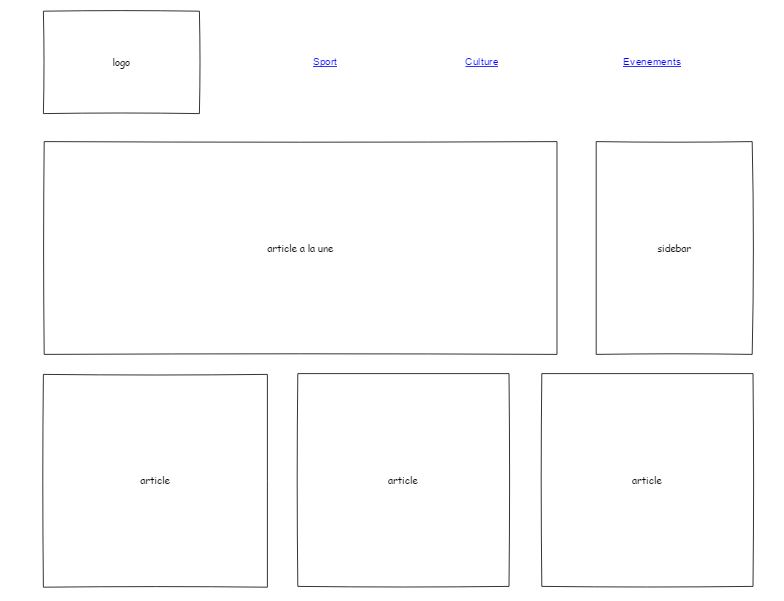 logo
Sport
Culture
Evenements
article a la une
sidebar
article
article
article